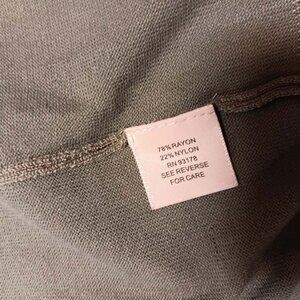 78% RAYON
22% NYLON
RN 93178
SEE REVERSE
FOR CARE